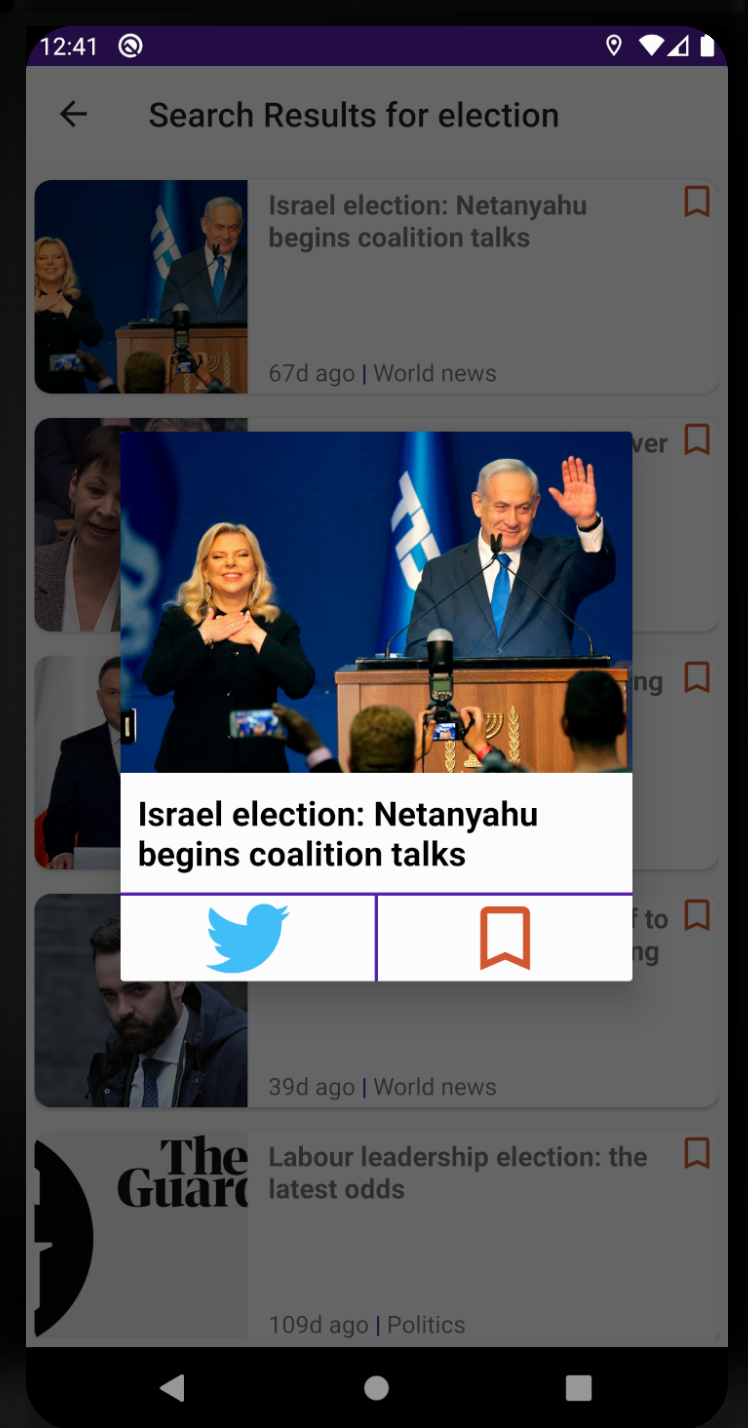 12:41
Search Results for election
Israel election: Netanyahu
begins coalition talks
67d ago | World news
ver
ng
Israel election: Netanyahu
begins coalition talks
f to
ng
39d ago | World news
The
Guard
Labour leadership election: the
latest odds
109d ago | Politics